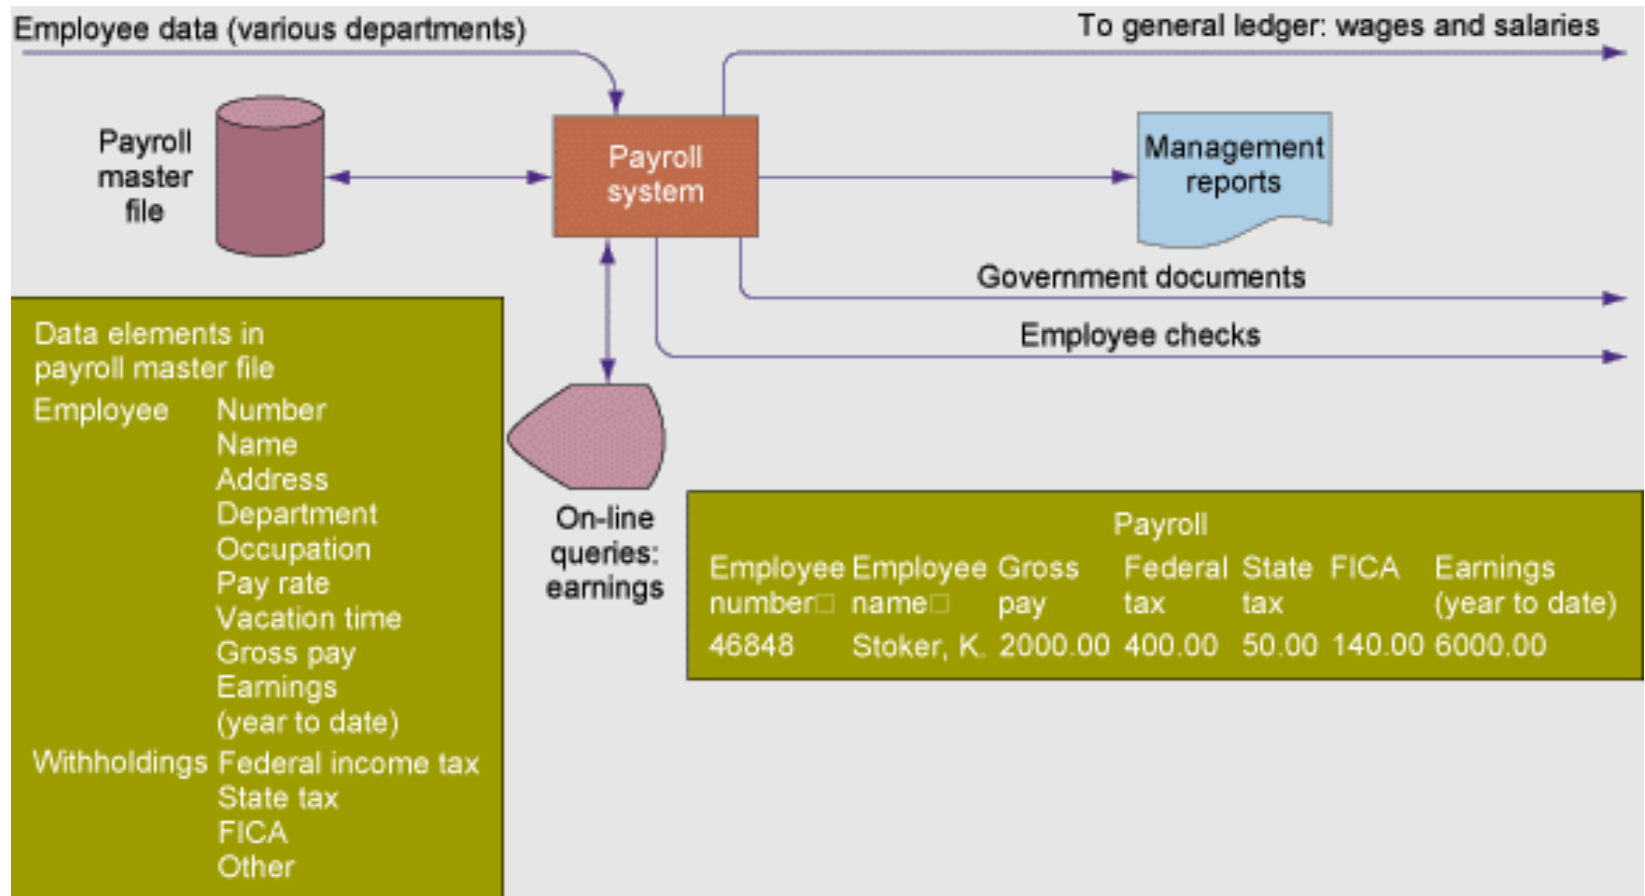 Employee data (various departments)
To general ledger: wages and salaries
Payroll
master
file
Payroll
system
Management
reports
Government documents
Employee checks
Data elements in
payroll master file
Employee Number
Name
Address
Department
Occupation
Pay rate
Vacation time
Gross pay
Earnings
(year to date)
Withholdings Federal income tax
State tax
FICA
Other
On-line
queries:
earnings
Payroll
Employee Employee Gross Federal State FICA Earnings
number□ name□ pay tax tax (year to date)
46848 Stoker, K. 2000.00 400.00 50.00 140.00 6000.00